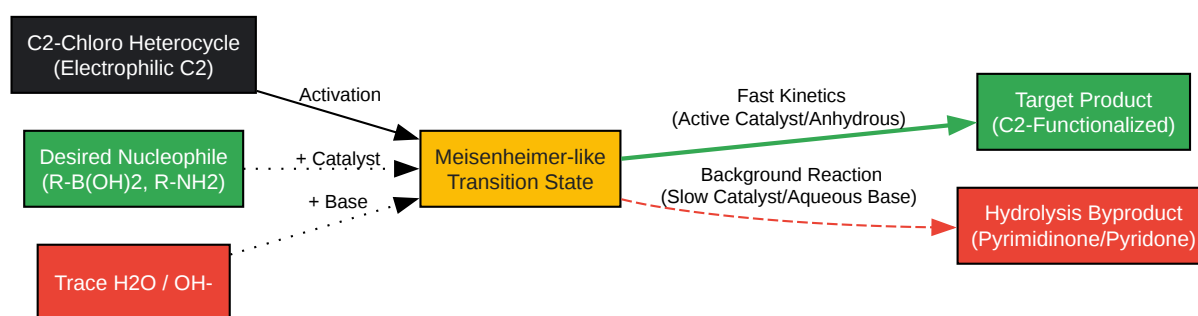 C2-Chloro Heterocycle
(Electrophilic C2)
Activation
Desired Nucleophile
(R-B(OH)2, R-NH2)
+ Catalyst
+ Base
Trace H2O / OH-
Meisenheimer-like
Transition State
Fast Kinetics
(Active Catalyst/Anhydrous)
Background Reaction
(Slow Catalyst/Aqueous Base)
Target Product
(C2-Functionalized)
Hydrolysis Byproduct
(Pyrimidinone/Pyridone)